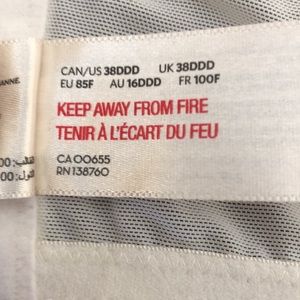 ANNE.
CAN/US 38DDD UK 38DDD
EU 85F AU 16DDD FR 100F
KEEP AWAY FROM FIRE
TENIR À L'ÉCART DU FEU
CA 00655
RN 138760